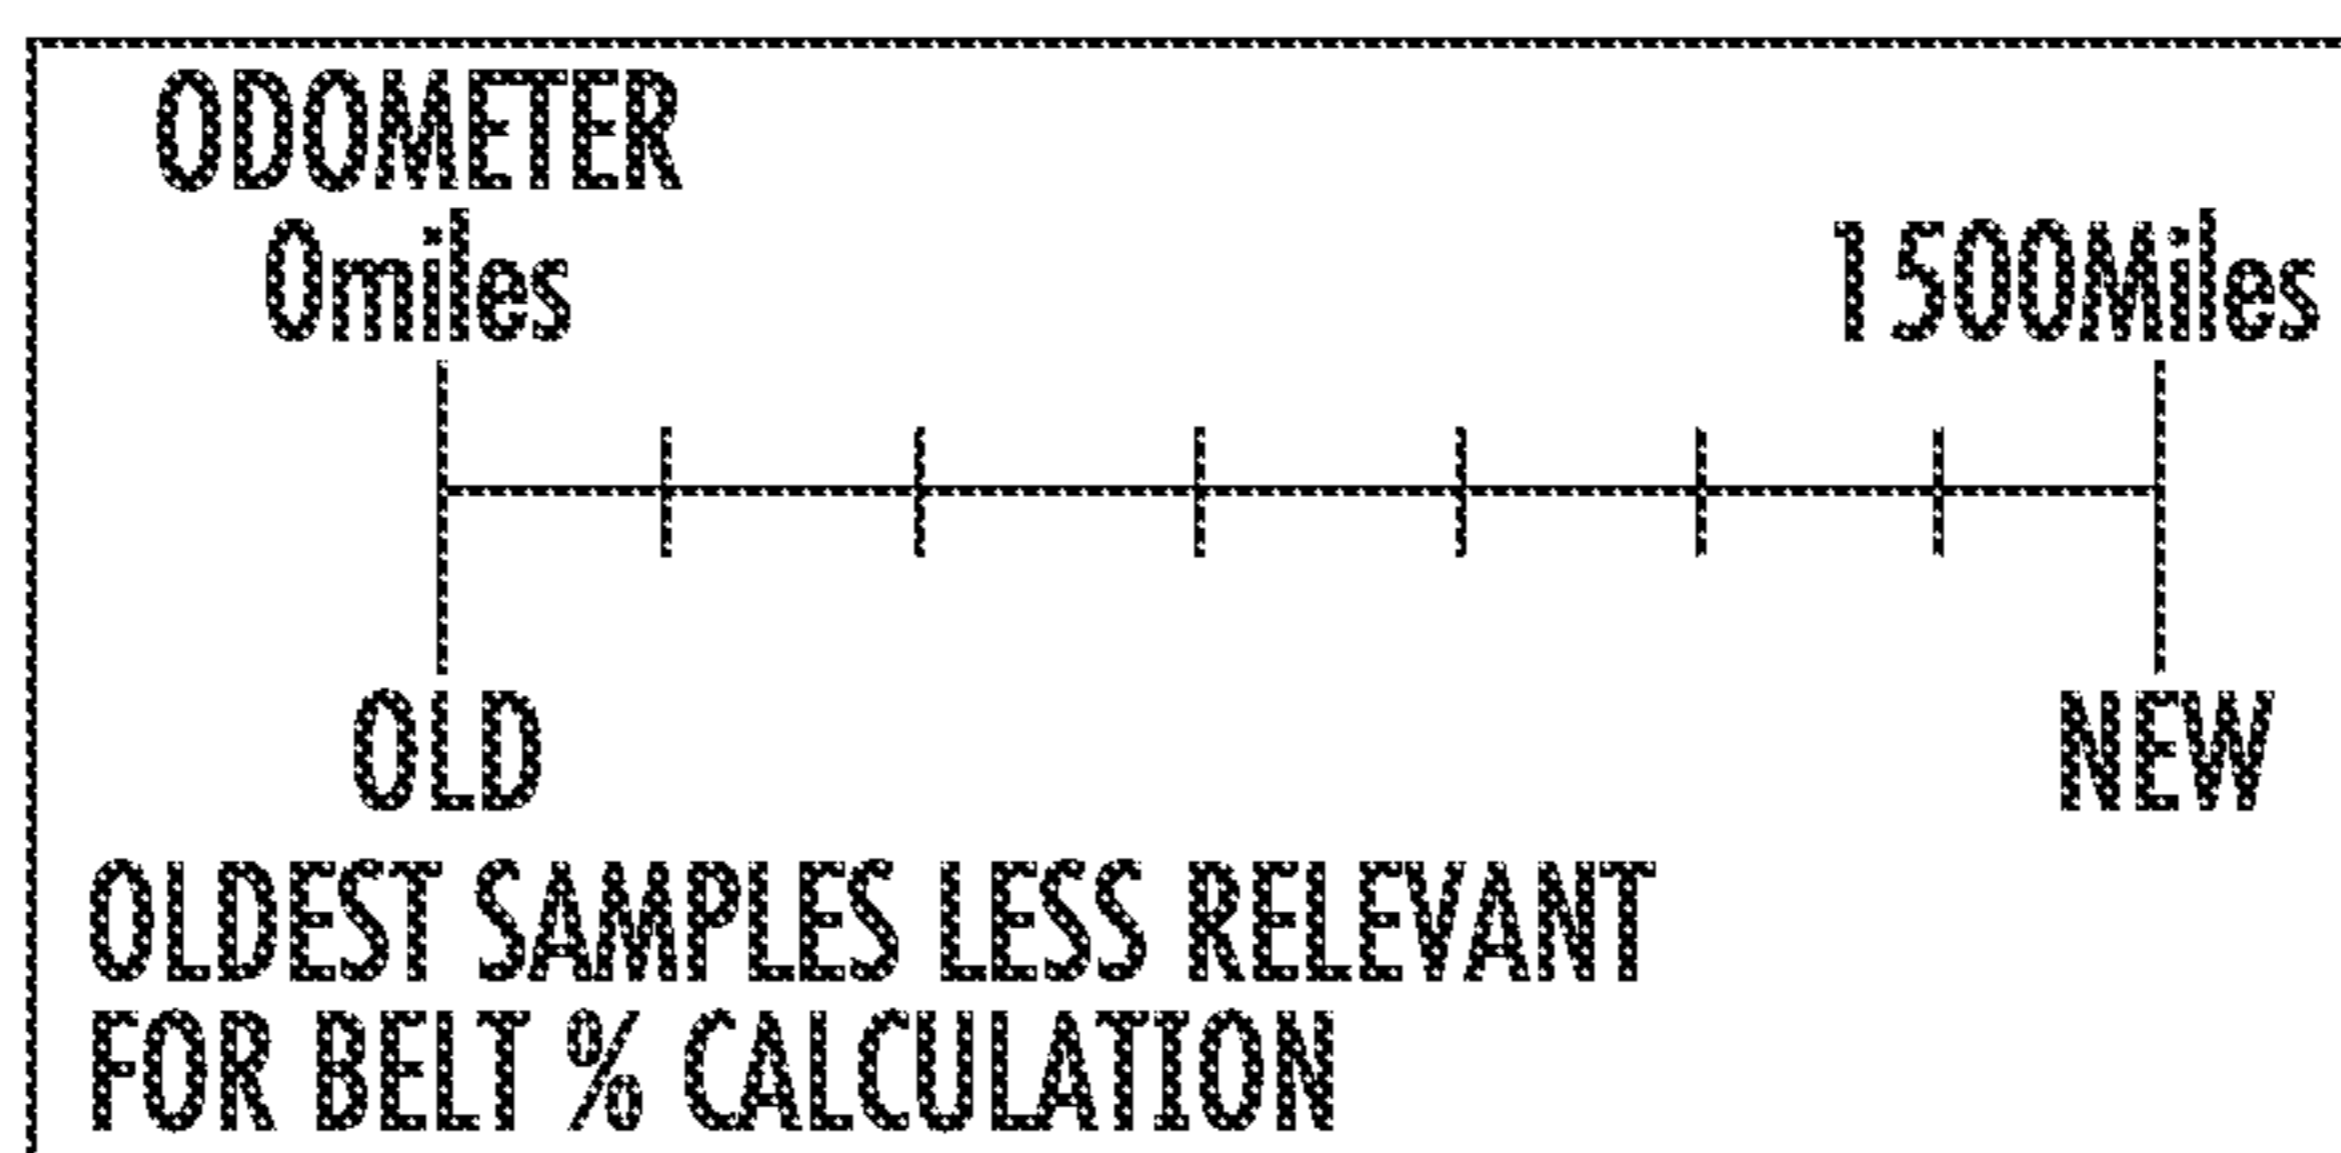 ODOMETER
0miles
1500Miles
OLD
NEW
OLDEST SAMPLES LESS RELEVANT
FOR BELT % CALCULATION